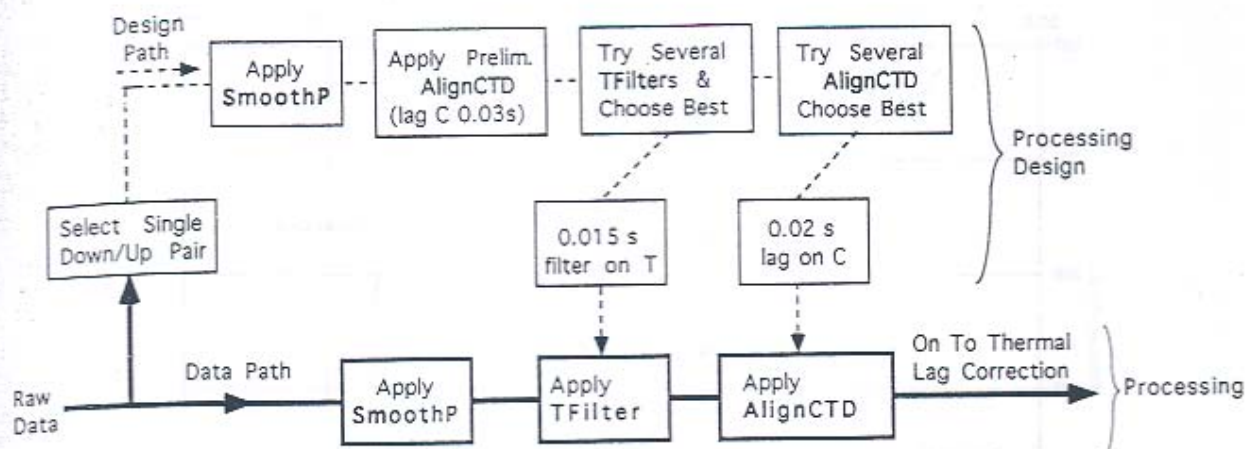 Design
Path
Apply
SmoothP
Apply Prelim.
AlignCTD
(lag C 0.03s)
Try Several
TFilters &
Choose Best
Try Several
AlignCTD
Choose Best
Processing
Design
Select Single
Down/Up Pair
0.015 s
filter on T
0.02 s
lag on C
Raw
Data
Data Path
Apply
SmoothP
Apply
TFilter
Apply
AlignCTD
On To Thermal
Lag Correction
Processing